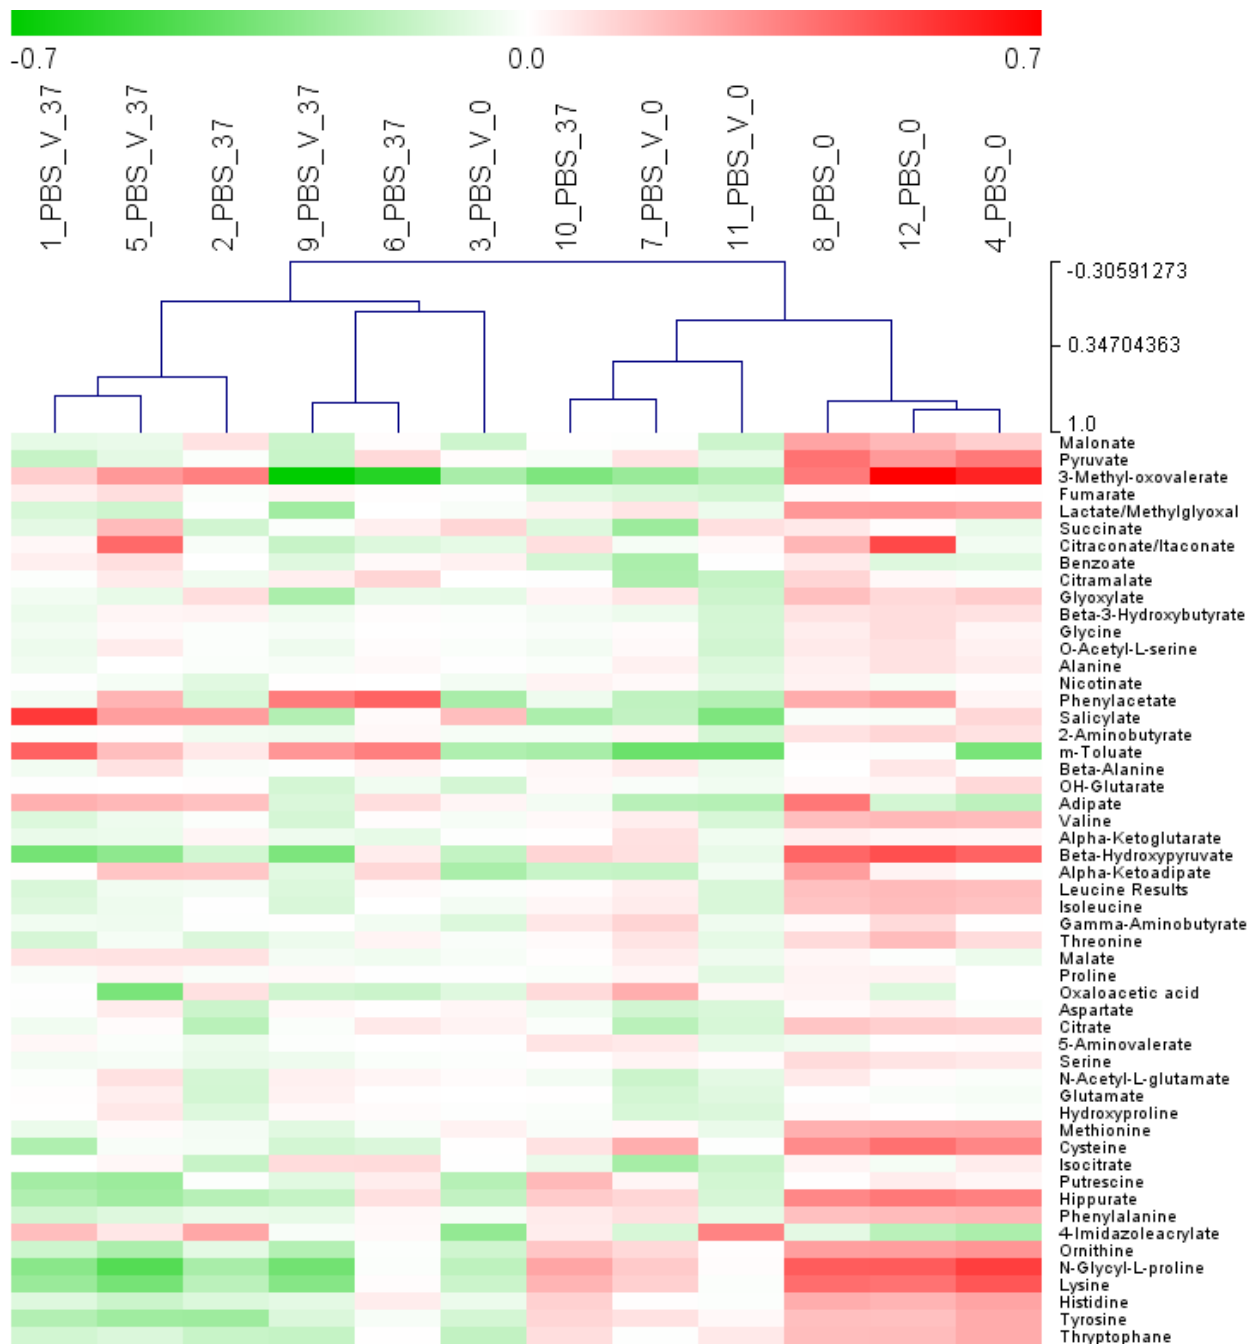 -0.7 0.0 0.7
1_PBS_V_37
5_PBS_V_37
2_PBS_37
9_PBS_V_37
6_PBS_37
3_PBS_V_0
10_PBS_37
7_PBS_V_0
11_PBS_V_0
8_PBS_0
12_PBS_0
4_PBS_0
-0.30591273
0.34704363
1.0
Malonate
Pyruvate
3-Methyl-oxovalerate
Fumarate
Lactate/Methylglyoxal
Succinate
Citraconate/Itaconate
Benzoate
Citramalate
Glyoxylate
Beta-3-Hydroxybutyrate
Glycine
O-Acetyl-L-serine
Alanine
Nicotinate
Phenylacetate
Salicylate
2-Aminobutyrate
m-Toluate
Beta-Alanine
OH-Glutarate
Adipate
Valine
Alpha-Ketoglutarate
Beta-Hydroxypyruvate
Alpha-Ketoadipate
Leucine Results
Isoleucine
Gamma-Aminobutyrate
Threonine
Malate
Proline
Oxaloacetic acid
Aspartate
Citrate
5-Aminovalerate
Serine
N-Acetyl-L-glutamate
Glutamate
Hydroxyproline
Methionine
Cysteine
Isocitrate
Putrescine
Hippurate
Phenylalanine
4-Imidazoleacrylate
Ornithine
N-Glycyl-L-proline
Lysine
Histidine
Tyrosine
Thryptophane